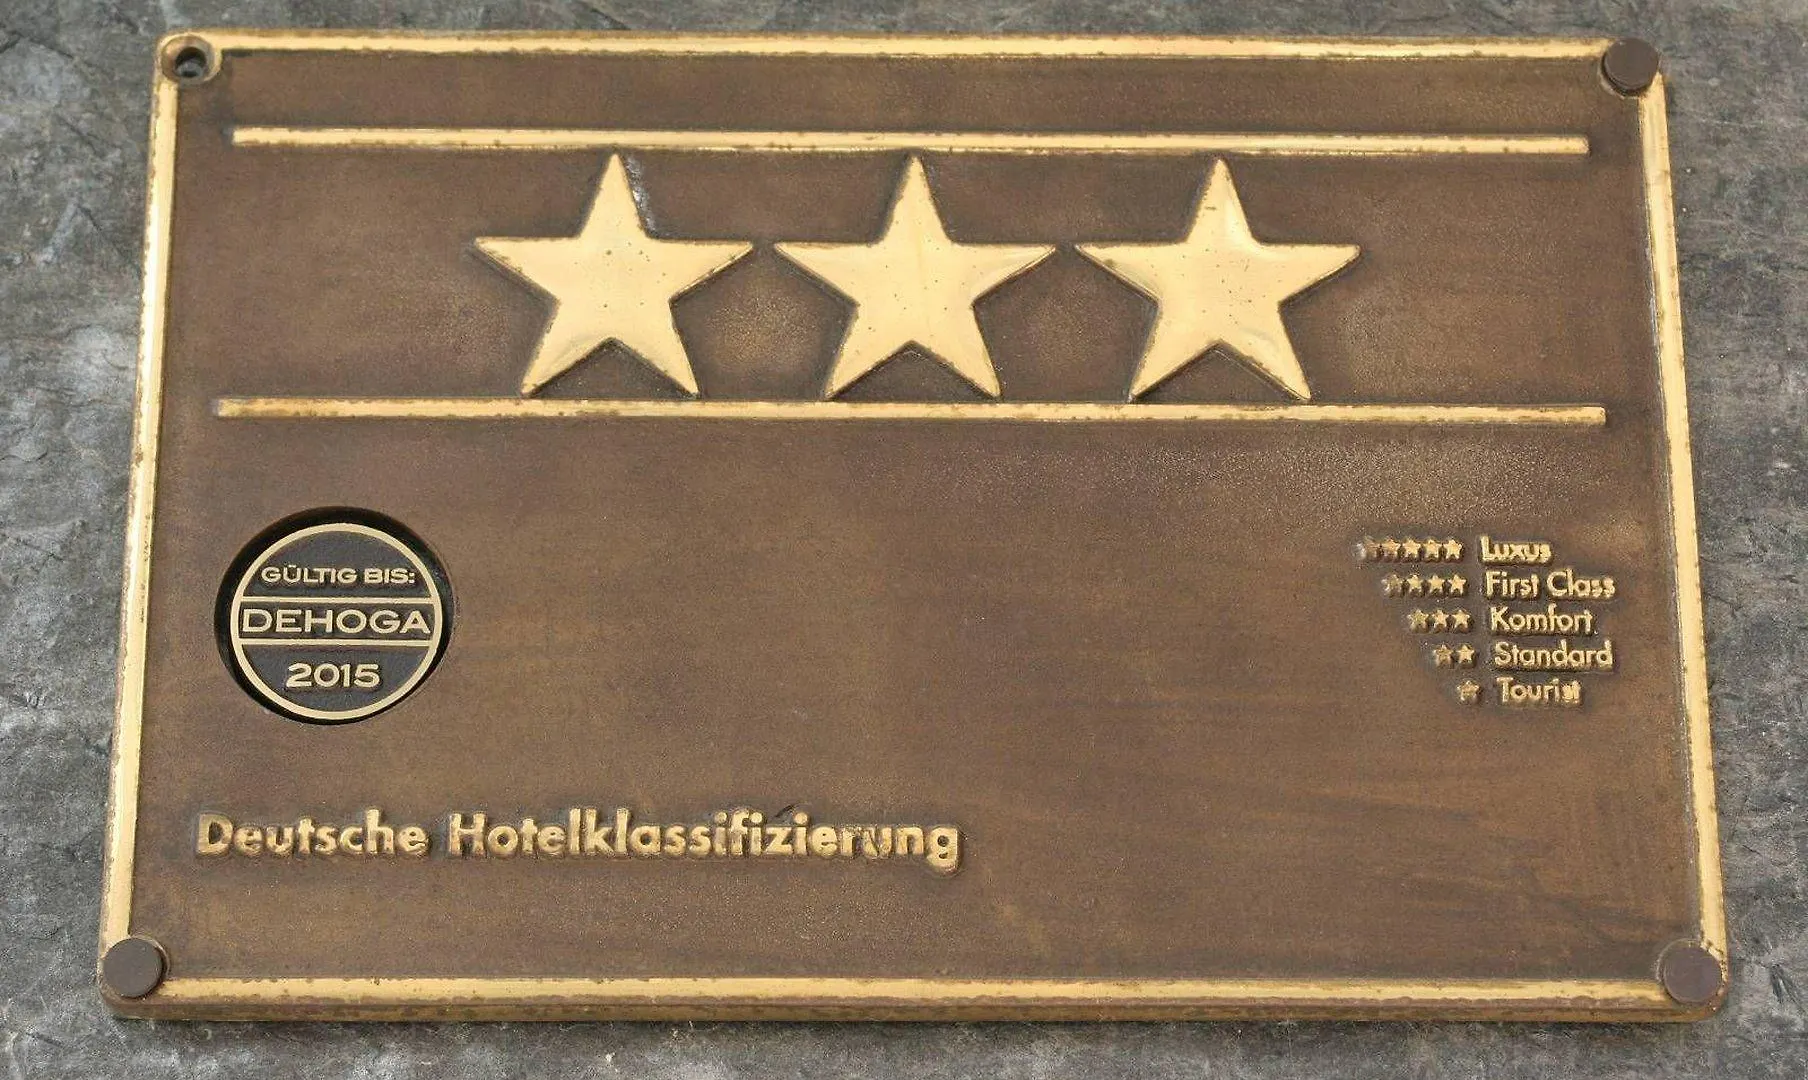 GÜLTIG BIS:
DEHOGA
2015
Luxus
First Class
Komfort
Standard
Tourist
Deutsche Hotelklassifizierung